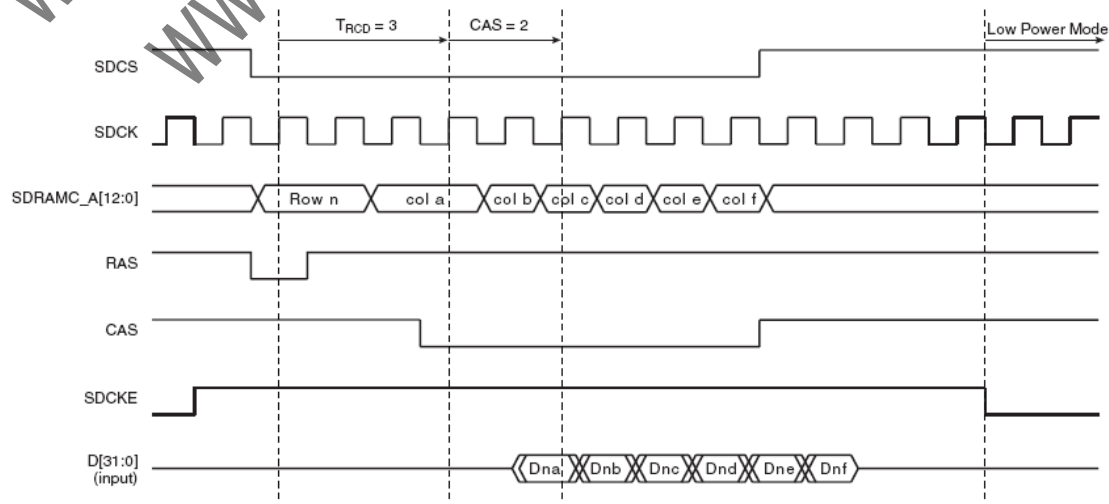 T_RCD = 3 CAS = 2 Low Power Mode
SDCS
SDCK
SDRAMC_A[12:0] Row n col a col b col c col d col e col f
RAS
CAS
SDCKE
D[31:0] Dna Dnb Dnc Dnd Dne Dnf
(input)